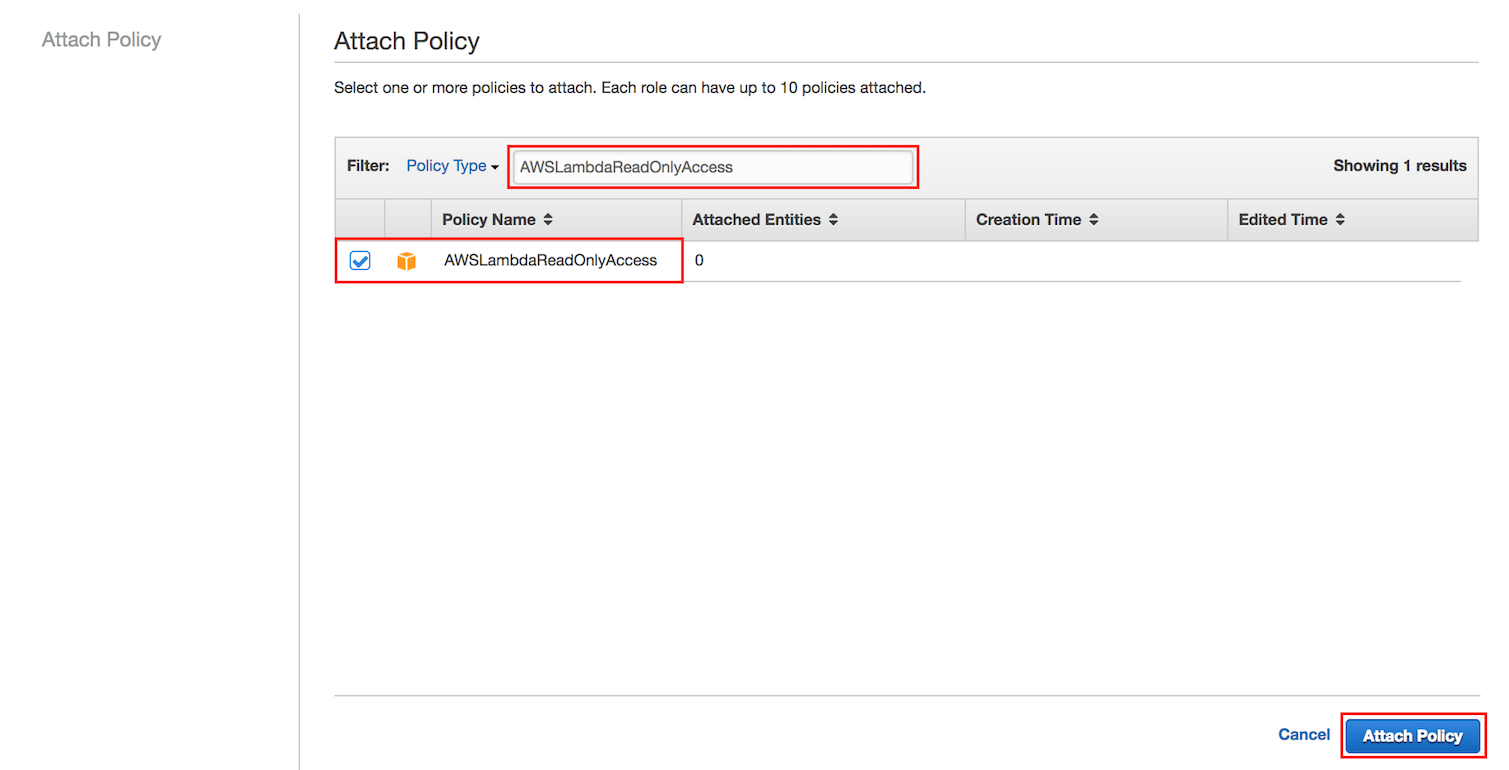 Attach Policy
Attach Policy
Select one or more policies to attach. Each role can have up to 10 policies attached.
Filter: Policy Type AWSLambdaReadOnlyAccess Showing 1 results
Policy Name Attached Entities Creation Time Edited Time
AWSLambdaReadOnlyAccess 0
Cancel Attach Policy